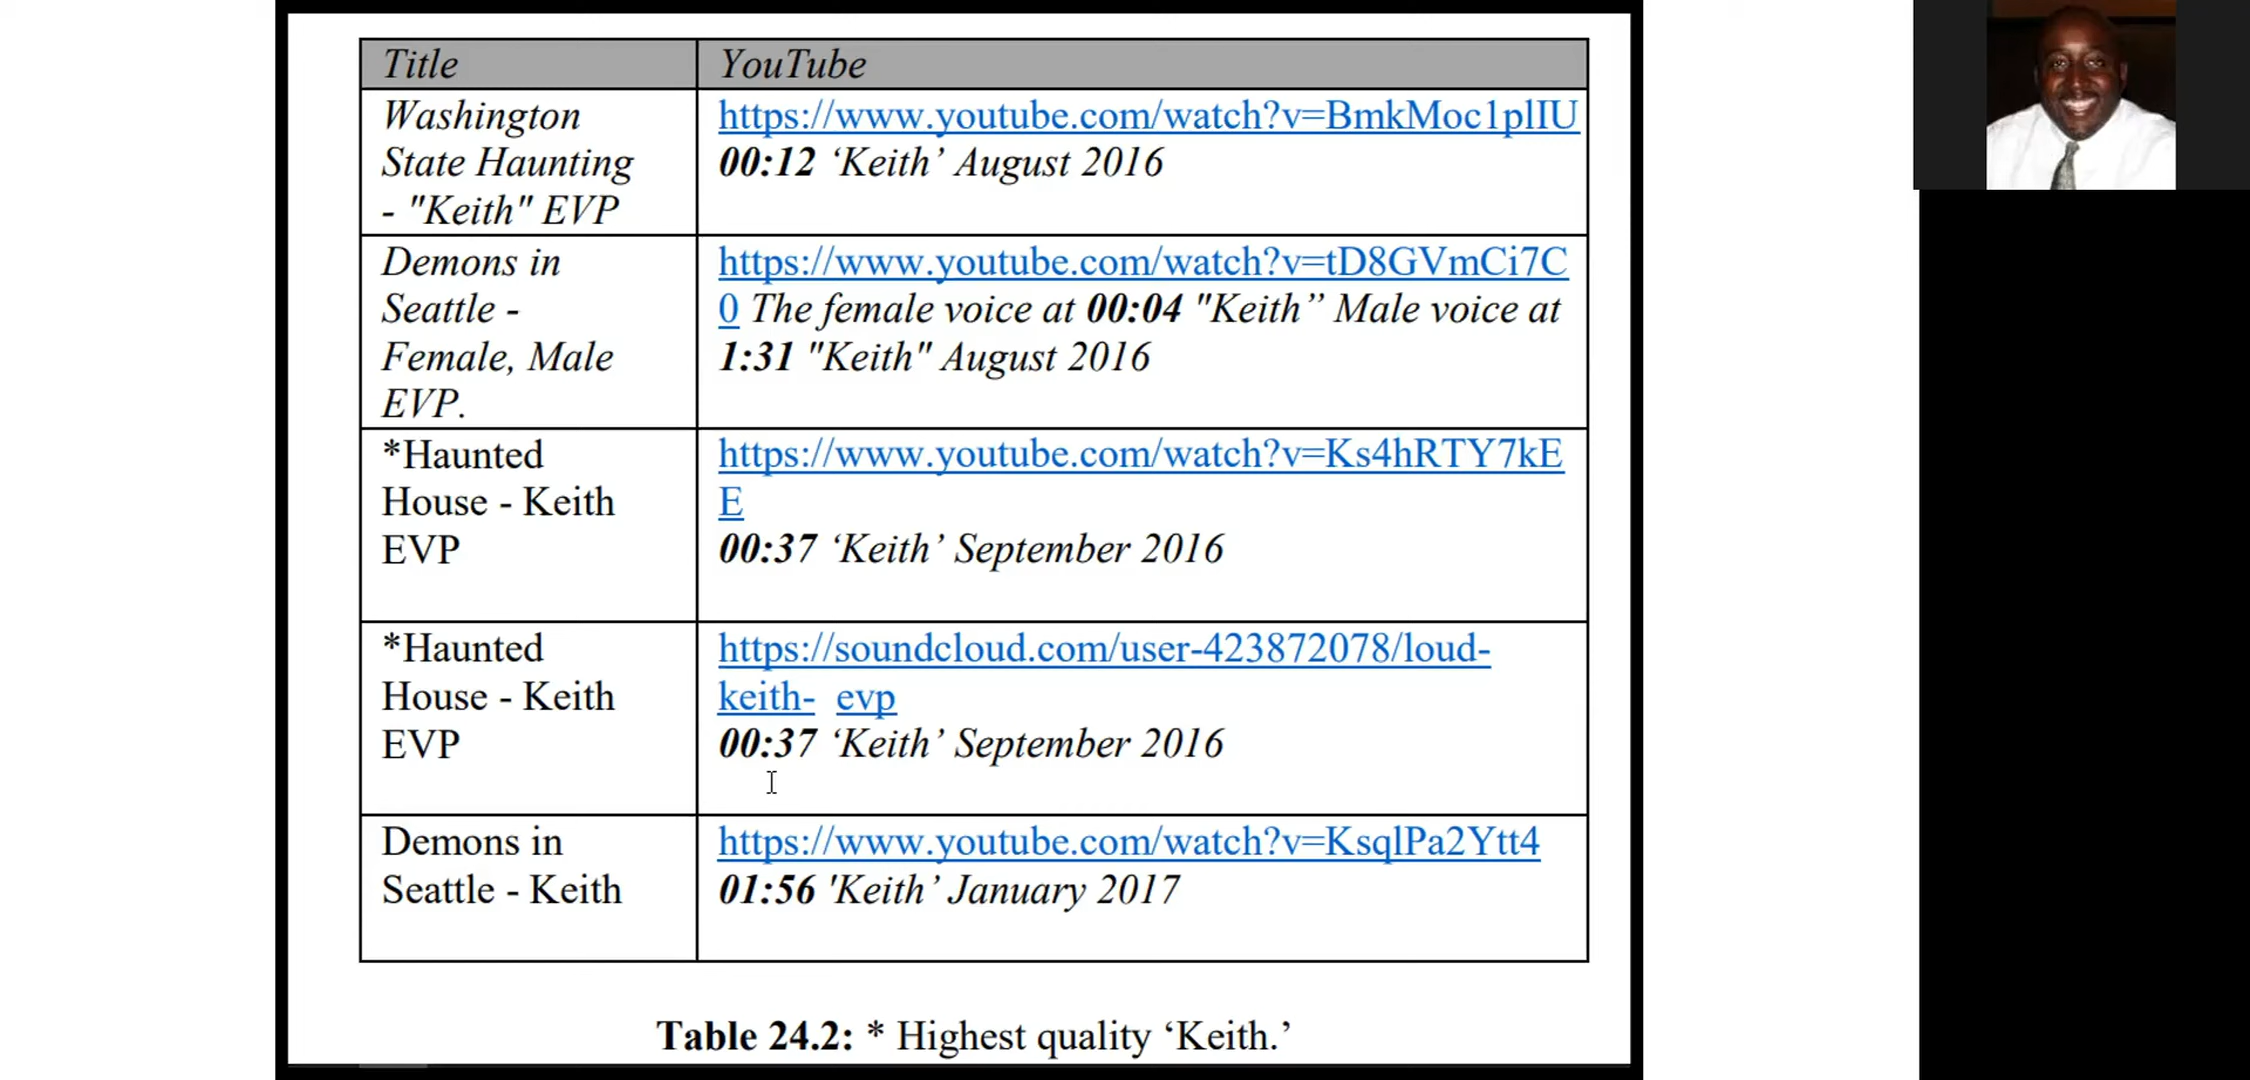 Title
YouTube
Washington
State Haunting
- "Keith" EVP
https://www.youtube.com/watch?v=BmkMoc1plIU
00:12 ‘Keith’ August 2016
Demons in
Seattle -
Female, Male
EVP.
https://www.youtube.com/watch?v=tD8GVmCi7C
0 The female voice at 00:04 "Keith” Male voice at
1:31 "Keith" August 2016
*Haunted
House - Keith
EVP
https://www.youtube.com/watch?v=Ks4hRTY7kE
E
00:37 ‘Keith’ September 2016
*Haunted
House - Keith
EVP
https://soundcloud.com/user-423872078/loud-
keith- evp
00:37 ‘Keith’ September 2016
Demons in
Seattle - Keith
https://www.youtube.com/watch?v=KsqlPa2Ytt4
01:56 'Keith’ January 2017
Table 24.2: * Highest quality ‘Keith.’